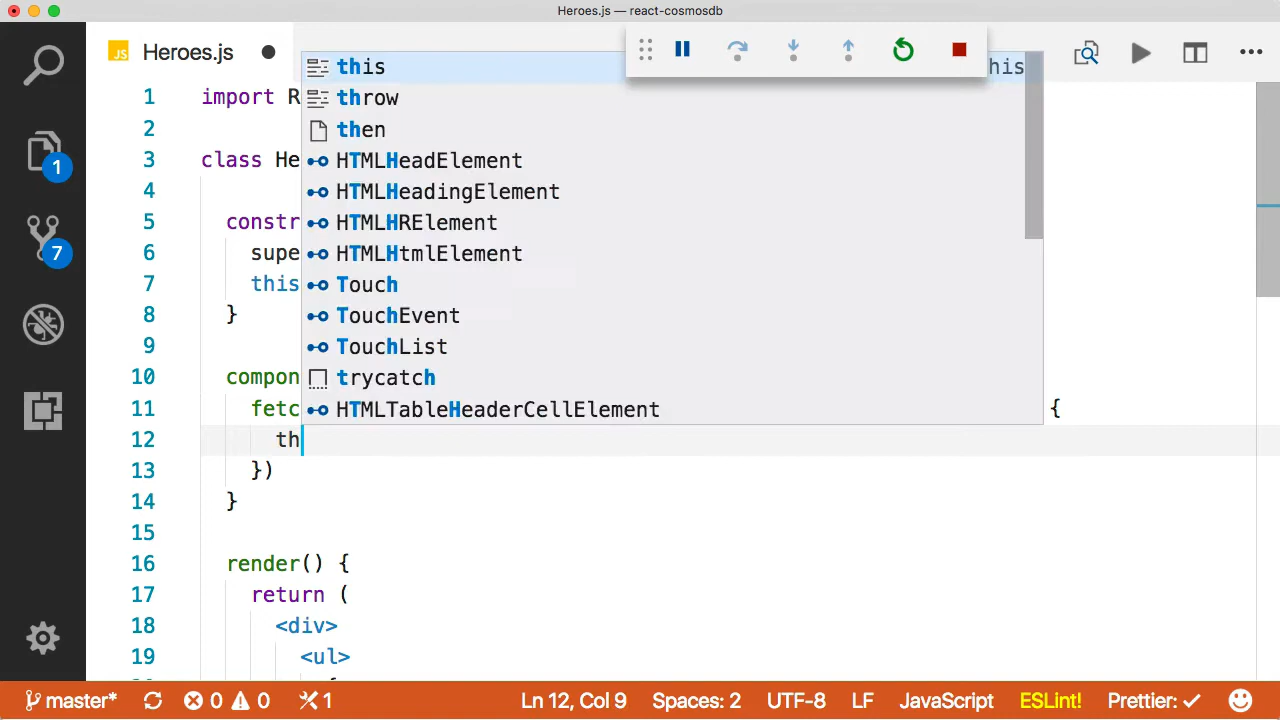 Heroes.js — react-cosmosdb
JS Heroes.js
this
this
throw
then
HTMLHeadElement
HTMLHeadingElement
HTMLHRElement
HTMLHtmlElement
Touch
TouchEvent
TouchList
trycatch
HTMLTableHeaderCellElement
1 import R
2
3 class He
4
5 constr
6 supe
7 this
8 }
9
10 compon
11 fetc {
12 th
13 })
14 }
15
16 render() {
17 return (
18 <div>
19 <ul>
1
7
master* 0 0 1 Ln 12, Col 9 Spaces: 2 UTF-8 LF JavaScript ESLint! Prettier: ✓